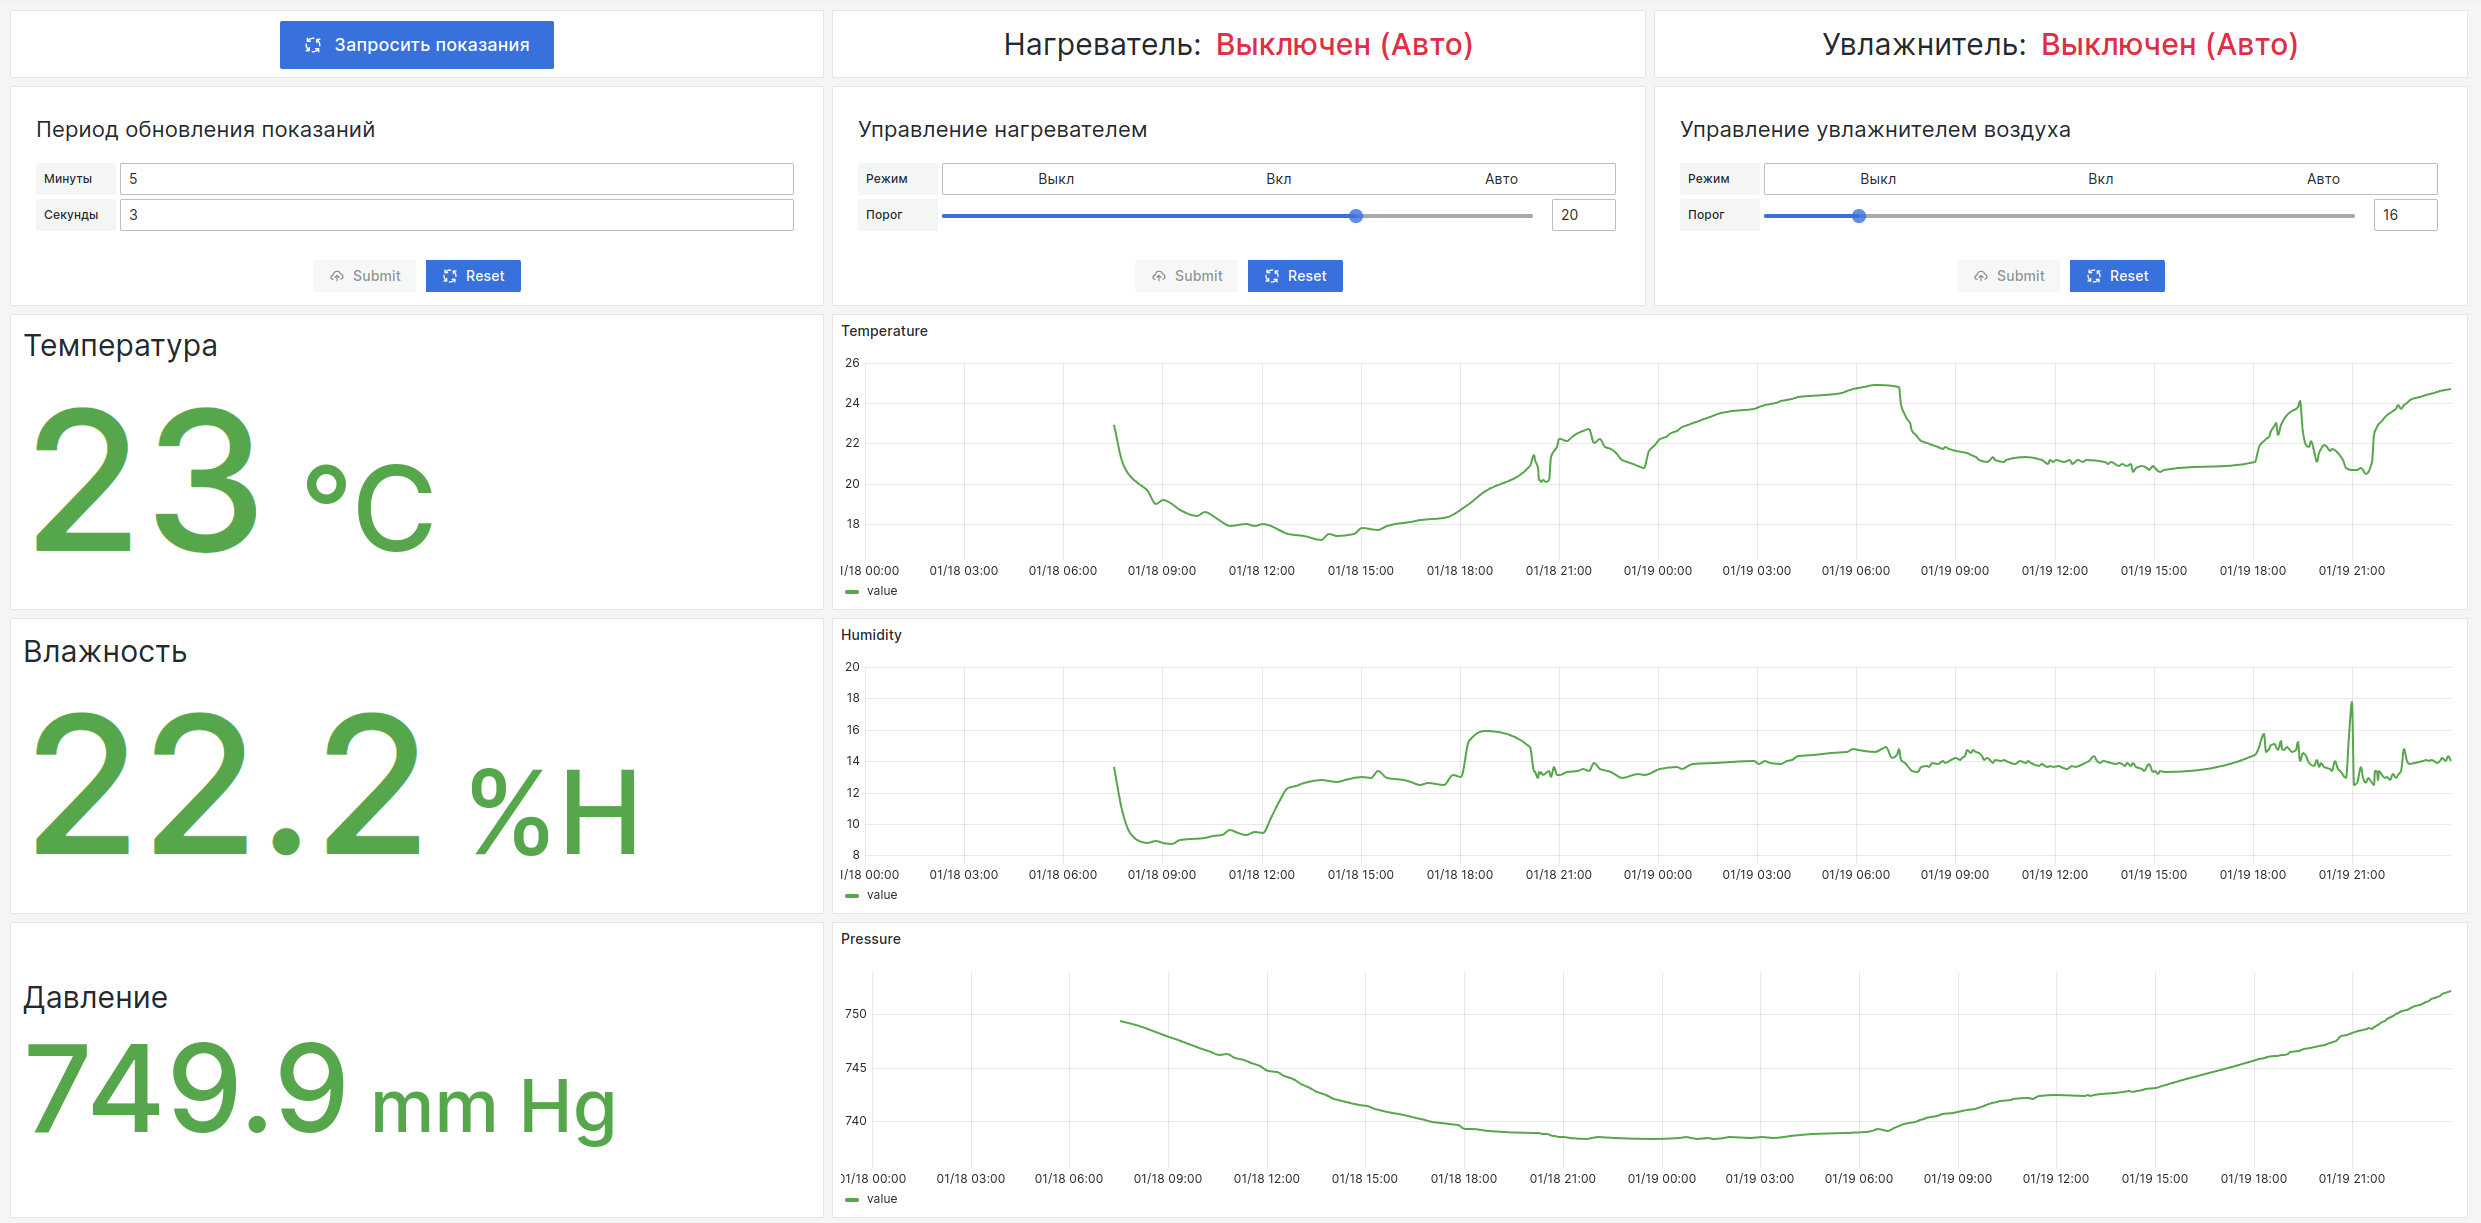 Запросить показания
Нагреватель: Выключен (Авто)
Увлажнитель: Выключен (Авто)
Период обновления показаний
Минуты 5
Секунды 3
Submit Reset
Управление нагревателем
Режим Выкл Вкл Авто
Порог 20
Submit Reset
Управление увлажнителем воздуха
Режим Выкл Вкл Авто
Порог 16
Submit Reset
Температура
23 °C
Temperature
26
24
22
20
18
/18 00:00 01/18 03:00 01/18 06:00 01/18 09:00 01/18 12:00 01/18 15:00 01/18 18:00 01/18 21:00 01/19 00:00 01/19 03:00 01/19 06:00 01/19 09:00 01/19 12:00 01/19 15:00 01/19 18:00 01/19 21:00
value
Влажность
22.2 %H
Humidity
20
18
16
14
12
10
8
/18 00:00 01/18 03:00 01/18 06:00 01/18 09:00 01/18 12:00 01/18 15:00 01/18 18:00 01/18 21:00 01/19 00:00 01/19 03:00 01/19 06:00 01/19 09:00 01/19 12:00 01/19 15:00 01/19 18:00 01/19 21:00
value
Давление
749.9 mm Hg
Pressure
750
745
740
01/18 00:00 01/18 03:00 01/18 06:00 01/18 09:00 01/18 12:00 01/18 15:00 01/18 18:00 01/18 21:00 01/19 00:00 01/19 03:00 01/19 06:00 01/19 09:00 01/19 12:00 01/19 15:00 01/19 18:00 01/19 21:00
value